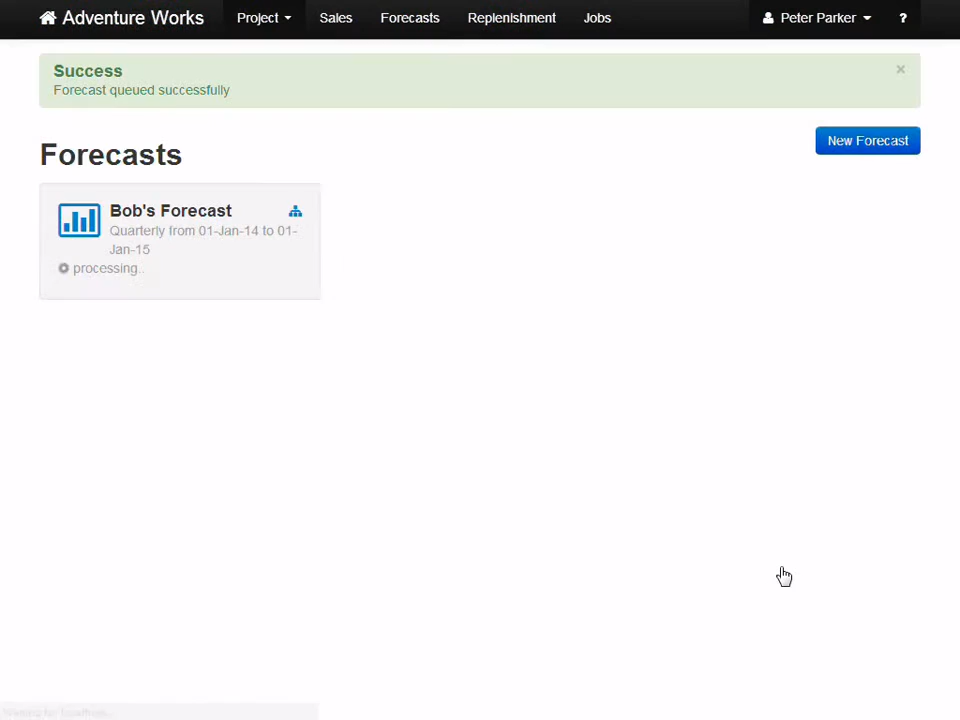 Adventure Works Project Sales Forecasts Replenishment Jobs Peter Parker ?
Success ×
Forecast queued successfully
New Forecast
Forecasts
Bob's Forecast
Quarterly from 01-Jan-14 to 01-
Jan-15
processing..